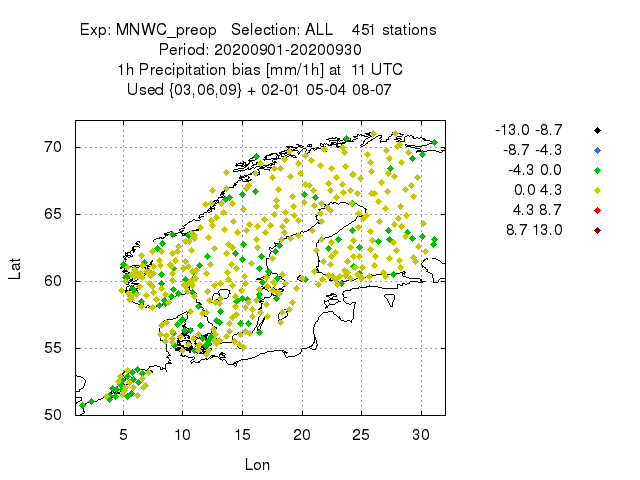 Exp: MNWC_preop   Selection: ALL    451 stations
Period: 20200901-20200930
1h Precipitation bias [mm/1h] at  11 UTC
Used {03,06,09} + 02-01 05-04 08-07
-13.0 -8.7
-8.7 -4.3
-4.3 0.0
0.0 4.3
4.3 8.7
8.7 13.0
70
65
60
55
50
Lat
5 10 15 20 25 30
Lon